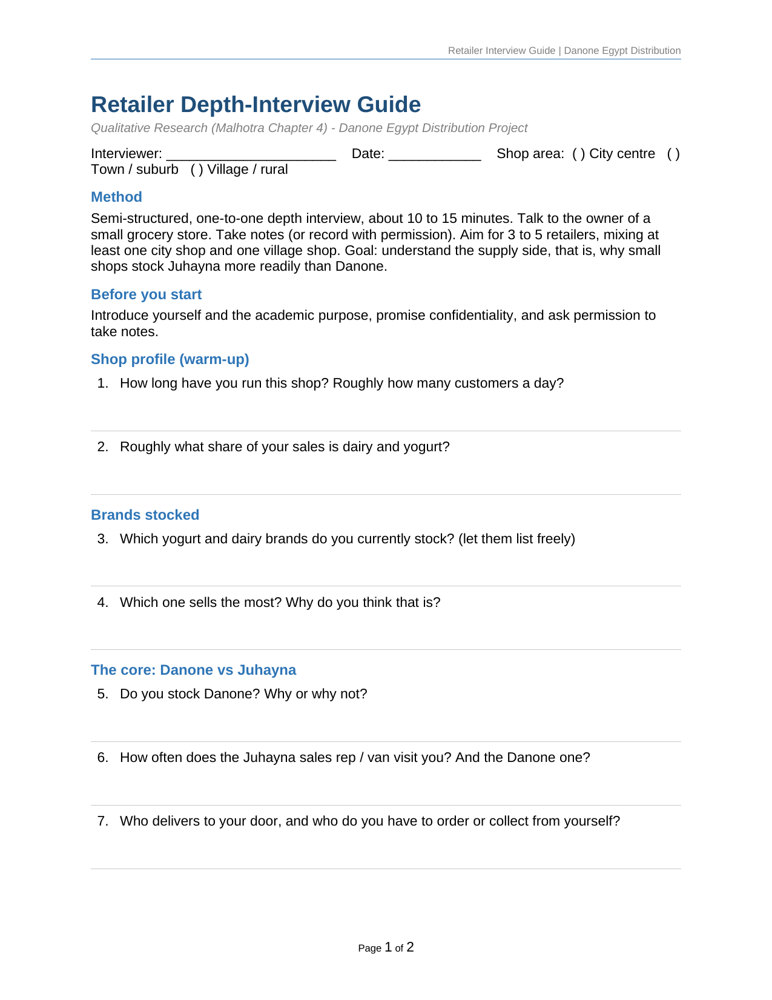 Retailer Interview Guide | Danone Egypt Distribution
Retailer Depth-Interview Guide
Qualitative Research (Malhotra Chapter 4) - Danone Egypt Distribution Project
Interviewer: ______________________ Date: ____________ Shop area: ( ) City centre ( )
Town / suburb ( ) Village / rural
Method
Semi-structured, one-to-one depth interview, about 10 to 15 minutes. Talk to the owner of a
small grocery store. Take notes (or record with permission). Aim for 3 to 5 retailers, mixing at
least one city shop and one village shop. Goal: understand the supply side, that is, why small
shops stock Juhayna more readily than Danone.
Before you start
Introduce yourself and the academic purpose, promise confidentiality, and ask permission to
take notes.
Shop profile (warm-up)
1. How long have you run this shop? Roughly how many customers a day?
2. Roughly what share of your sales is dairy and yogurt?
Brands stocked
3. Which yogurt and dairy brands do you currently stock? (let them list freely)
4. Which one sells the most? Why do you think that is?
The core: Danone vs Juhayna
5. Do you stock Danone? Why or why not?
6. How often does the Juhayna sales rep / van visit you? And the Danone one?
7. Who delivers to your door, and who do you have to order or collect from yourself?
Page 1 of 2